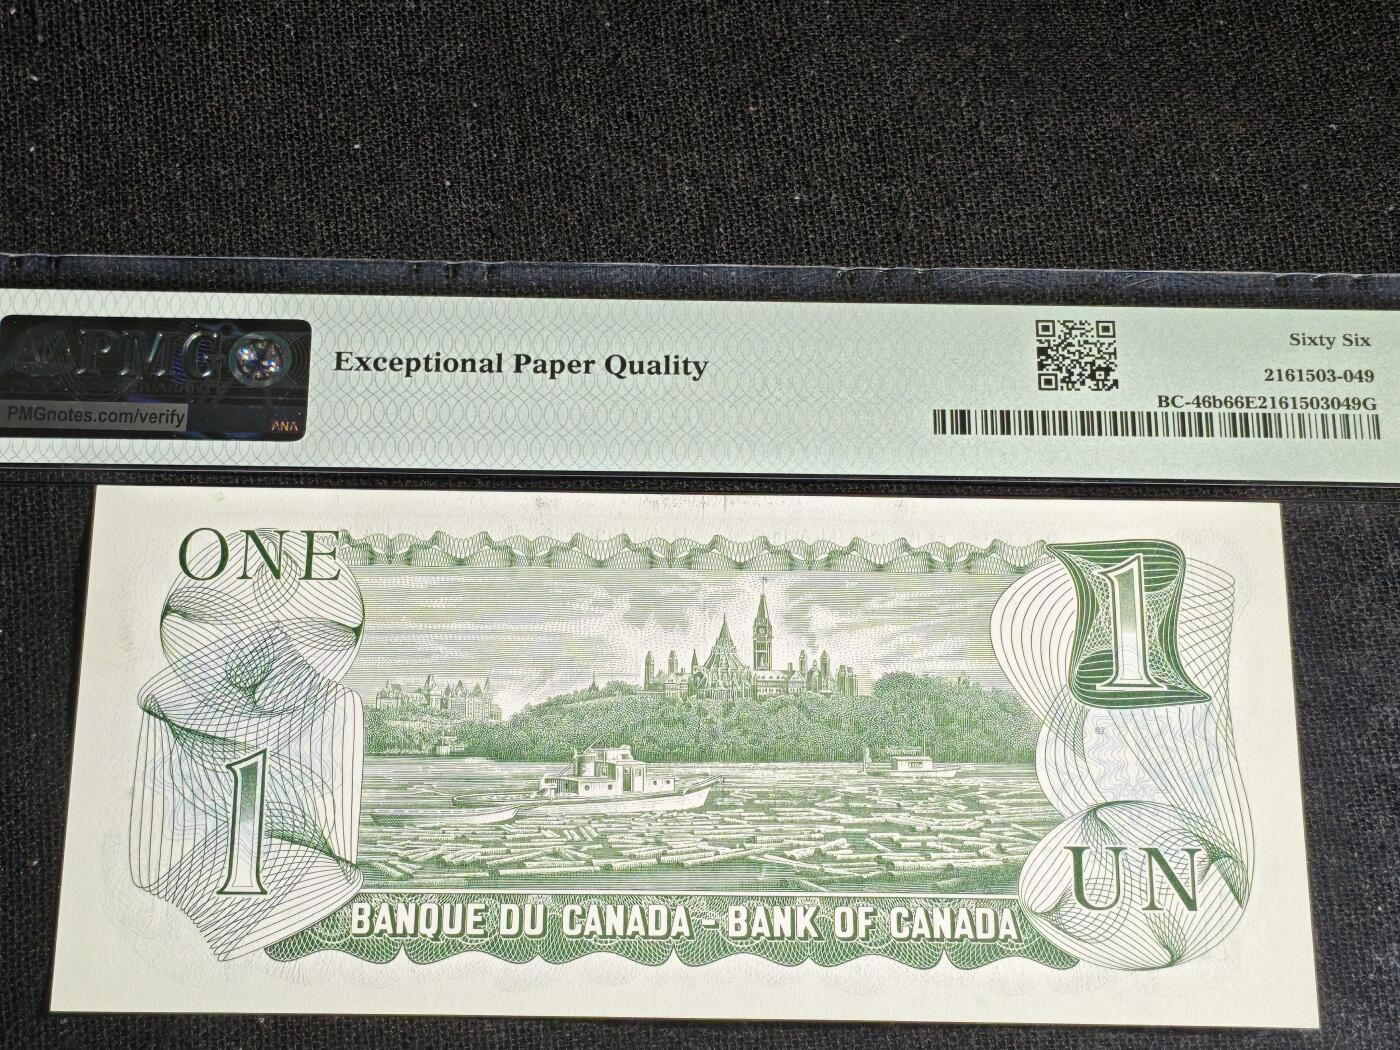 PMG
PMGnotes.com/verify
ANA
Exceptional Paper Quality
Sixty Six
2161503-049
BC-46b66E2161503049G
ONE
1
1
UN
BANQUE DU CANADA - BANK OF CANADA